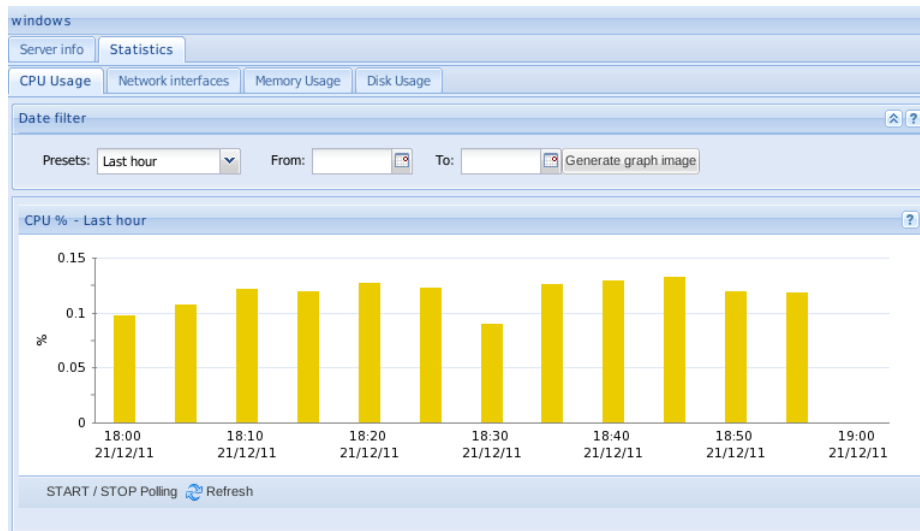 windows
Server info Statistics
CPU Usage Network interfaces Memory Usage Disk Usage
Date filter ?
Presets: Last hour From: To: Generate graph image
CPU % - Last hour ?
0.15
0.1
0.05
0
%
18:00 18:10 18:20 18:30 18:40 18:50 19:00
21/12/11 21/12/11 21/12/11 21/12/11 21/12/11 21/12/11 21/12/11
START / STOP Polling Refresh